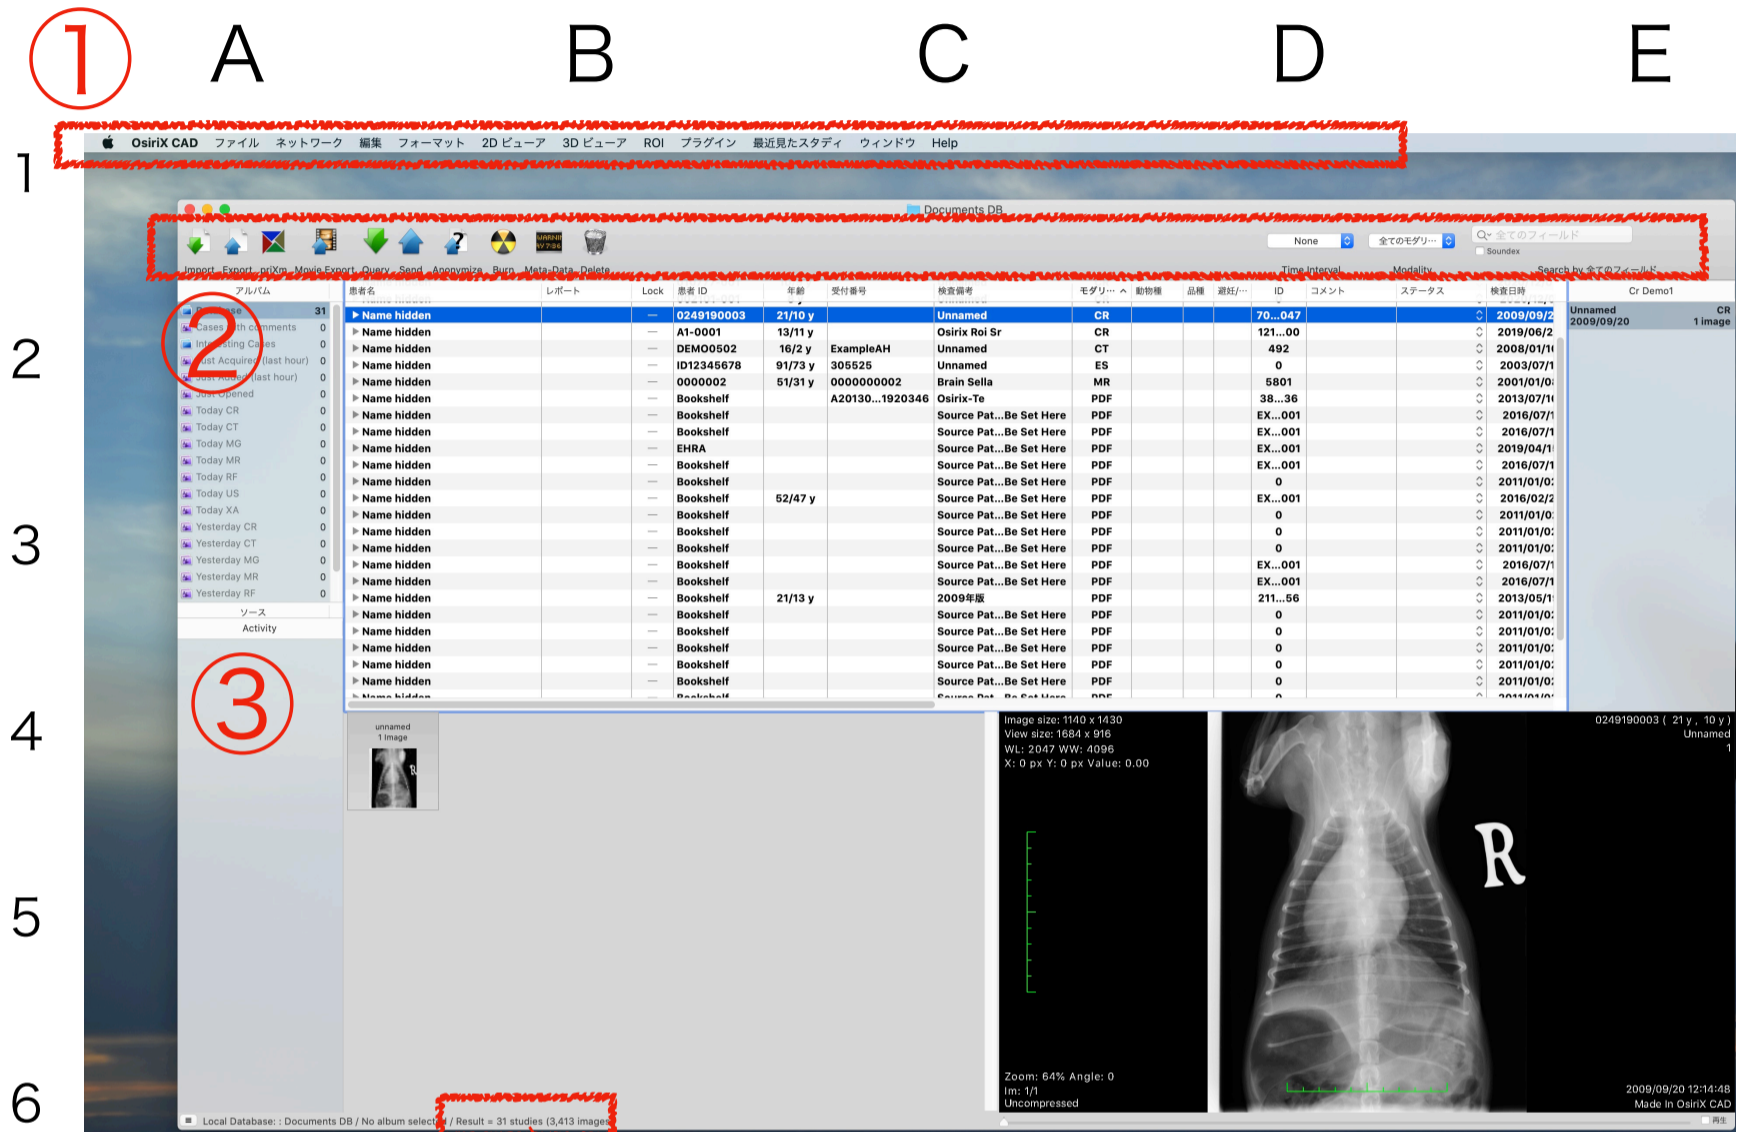 ① A B C D E
OsiriX CAD ファイル ネットワーク 編集 フォーマット 2D ビューア 3D ビューア ROI プラグイン 最近見たスタディ ウィンドウ Help
1
Documents DB
None 全てのモダリ… 全てのフィールド
Soundex
Import Export priXm Movie Export Query Send Anonymize Burn Meta-Data Delete Time Interval Modality Search by 全てのフィールド
アルバム 患者名 レポート Lock 患者 ID 年齢 受付番号 検査備考 モダリ… 動物種 品種 避妊/… ID コメント ステータス 検査日時 Cr Demo1
②
31
Cases with comments 0
Interesting Cases 0
Just Acquired (last hour) 0
Just Added (last hour) 0
Just Opened 0
Today CR 0
Today CT 0
Today MG 0
Today MR 0
Today RF 0
Today US 0
Today XA 0
Yesterday CR 0
Yesterday CT 0
Yesterday MG 0
Yesterday MR 0
Yesterday RF 0
ソース
Activity
2
3
Name hidden — 0249190003 21/10 y Unnamed CR 70...047 2009/09/2
Name hidden — A1-0001 13/11 y Osirix Roi Sr CR 121...00 2019/06/2
Name hidden — DEMO0502 16/2 y ExampleAH Unnamed CT 492 2008/01/1
Name hidden — ID12345678 91/73 y 305525 Unnamed ES 0 2003/07/1
Name hidden — 0000002 51/31 y 0000000002 Brain Sella MR 5801 2001/01/0
Name hidden — Bookshelf A20130...1920346 Osirix-Te PDF 38...36 2013/07/1
Name hidden — Bookshelf Source Pat...Be Set Here PDF EX...001 2016/07/1
Name hidden — Bookshelf Source Pat...Be Set Here PDF EX...001 2016/07/1
Name hidden — EHRA Source Pat...Be Set Here PDF EX...001 2019/04/1
Name hidden — Bookshelf Source Pat...Be Set Here PDF EX...001 2016/07/1
Name hidden — Bookshelf Source Pat...Be Set Here PDF 0 2011/01/0
Name hidden — Bookshelf 52/47 y Source Pat...Be Set Here PDF EX...001 2016/02/2
Name hidden — Bookshelf Source Pat...Be Set Here PDF 0 2011/01/0
Name hidden — Bookshelf Source Pat...Be Set Here PDF 0 2011/01/0
Name hidden — Bookshelf Source Pat...Be Set Here PDF 0 2011/01/0
Name hidden — Bookshelf Source Pat...Be Set Here PDF EX...001 2016/07/1
Name hidden — Bookshelf Source Pat...Be Set Here PDF EX...001 2016/07/1
Name hidden — Bookshelf 21/13 y 2009年版 PDF 211...56 2013/05/1
Name hidden — Bookshelf Source Pat...Be Set Here PDF 0 2011/01/0
Name hidden — Bookshelf Source Pat...Be Set Here PDF 0 2011/01/0
Name hidden — Bookshelf Source Pat...Be Set Here PDF 0 2011/01/0
Name hidden — Bookshelf Source Pat...Be Set Here PDF 0 2011/01/0
Name hidden — Bookshelf Source Pat...Be Set Here PDF 0 2011/01/0
Unnamed CR
2009/09/20 1 image
③
4
unnamed
1 Image
Image size: 1140 x 1430
View size: 1684 x 916
WL: 2047 WW: 4096
X: 0 px Y: 0 px Value: 0.00
0249190003 ( 21 y , 10 y )
Unnamed
1
R
5
Zoom: 64% Angle: 0
Im: 1/1
Uncompressed
2009/09/20 12:14:48
Made In OsiriX CAD
6
Local Database: : Documents DB / No album selected / Result = 31 studies (3,413 images
再生